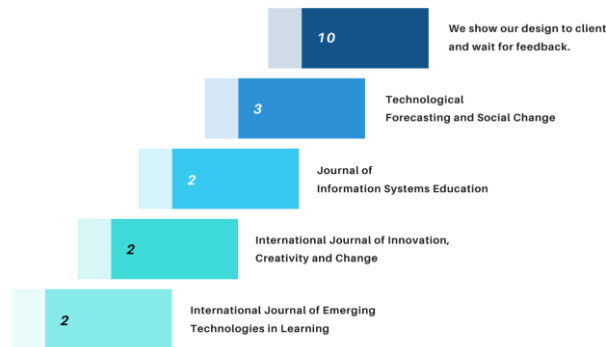 10
We show our design to client
and wait for feedback.
3
Technological
Forecasting and Social Change
2
Journal of
Information Systems Education
2
International Journal of Innovation,
Creativity and Change
2
International Journal of Emerging
Technologies in Learning